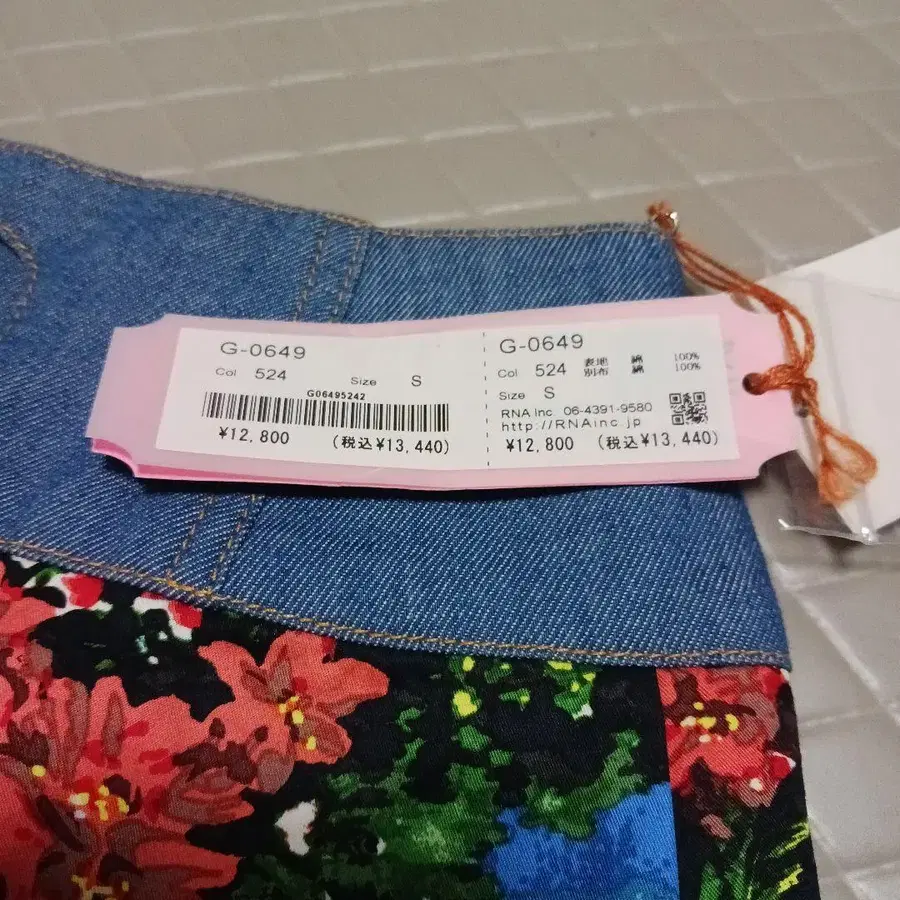 G-0649
Col 524 Size S
G06495242
¥12,800 (税込¥13,440)
G-0649
Col 524 表地 綿 100%
別布 綿 100%
Size S
RNA Inc. 06-4391-9580
http://RNAinc.jp
¥12,800 (税込¥13,440)